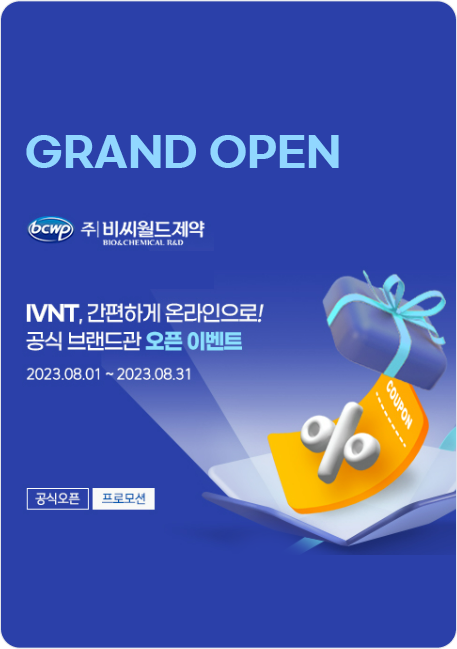 GRAND OPEN
bcwp 주|비씨월드제약
BIO&CHEMICAL R&D
IVNT, 간편하게 온라인으로!
공식 브랜드관 오픈 이벤트
2023.08.01 ~ 2023.08.31
COUPON
%
공식오픈 프로모션